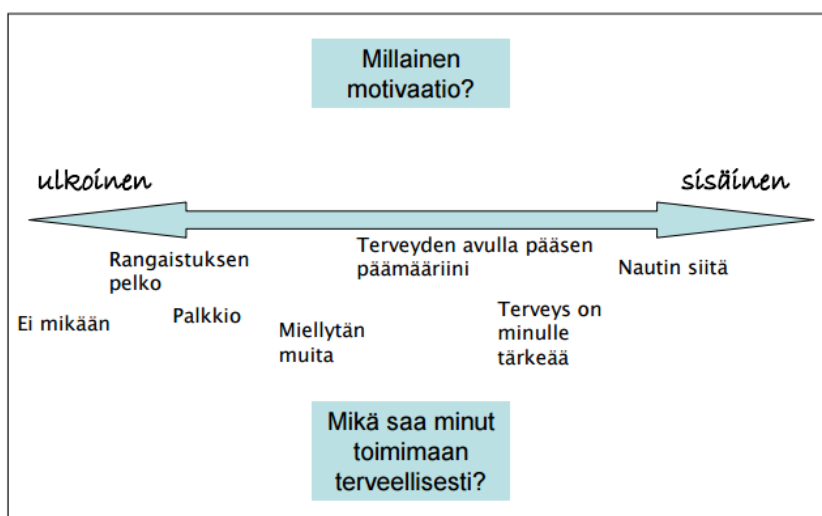 Millainen
motivaatio?
ulkoinen
sisäinen
Rangaistuksen
pelko
Terveyden avulla pääsen
päämääriini
Nautin siitä
Ei mikään
Palkkio
Miellytän
muita
Terveys on
minulle
tärkeää
Mikä saa minut
toimimaan
terveellisesti?